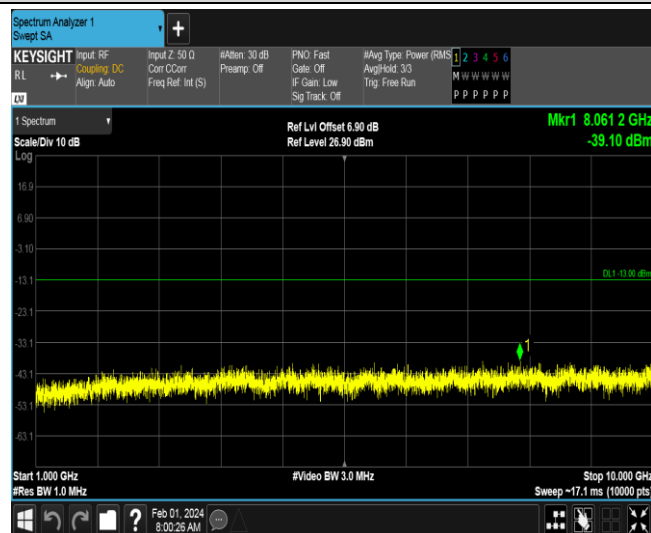 Spectrum Analyzer 1
Swept SA
+
KEYSIGHT Input: RF Input Z: 50 Ω #Atten: 30 dB PNO: Fast #Avg Type: Power (RMS 1 2 3 4 5 6
RL Coupling: DC Corr CCorr Preamp: Off Gate: Off Avg|Hold: 3/3 M W W W W W
Align: Auto Freq Ref: Int (S) IF Gain: Low Trig: Free Run
Sig Track: Off P P P P P P
1 Spectrum Ref Lvl Offset 6.90 dB Mkr1 8.061 2 GHz
Scale/Div 10 dB Ref Level 26.90 dBm -39.10 dBm
Log
16.9
6.90
-3.10
DL1 -13.00 dBm
-13.1
-23.1
-33.1
1
-43.1
-53.1
-63.1
Start 1.000 GHz #Video BW 3.0 MHz Stop 10.000 GHz
#Res BW 1.0 MHz Sweep ~17.1 ms (10000 pts)
? Feb 01, 2024
8:00:26 AM